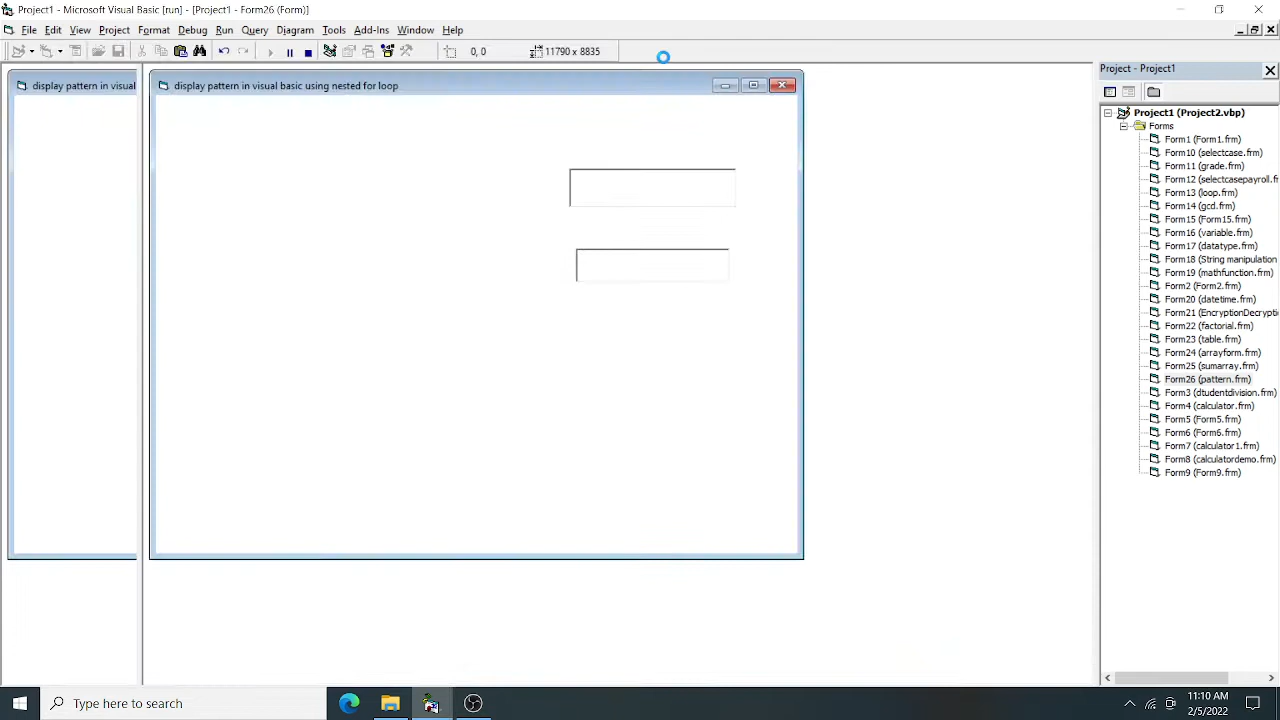 Project1 - Microsoft Visual Basic [run] - [Project1 - Form26 (Form)]
File Edit View Project Format Debug Run Query Diagram Tools Add-Ins Window Help
0, 0 11790 x 8835
display pattern in visual
display pattern in visual basic using nested for loop
Project - Project1
Project1 (Project2.vbp)
Forms
Form1 (Form1.frm)
Form10 (selectcase.frm)
Form11 (grade.frm)
Form12 (selectcasepayroll.fr
Form13 (loop.frm)
Form14 (gcd.frm)
Form15 (Form15.frm)
Form16 (variable.frm)
Form17 (datatype.frm)
Form18 (String manipulation
Form19 (mathfunction.frm)
Form2 (Form2.frm)
Form20 (datetime.frm)
Form21 (EncryptionDecrypti
Form22 (factorial.frm)
Form23 (table.frm)
Form24 (arrayform.frm)
Form25 (sumarray.frm)
Form26 (pattern.frm)
Form3 (dtudentdivision.frm)
Form4 (calculator.frm)
Form5 (Form5.frm)
Form6 (Form6.frm)
Form7 (calculator1.frm)
Form8 (calculatordemo.frm)
Form9 (Form9.frm)
Type here to search
11:10 AM
2/5/2022